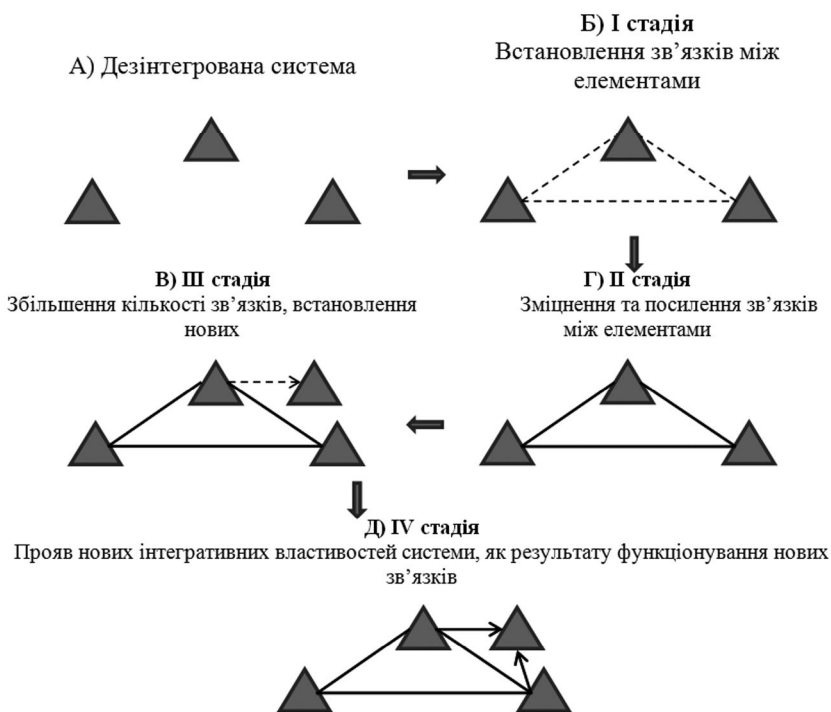 А) Дезінтегрована система
Б) І стадія
Встановлення зв’язків між
елементами
В) ІІІ стадія
Збільшення кількості зв’язків, встановлення
нових
Г) ІІ стадія
Зміцнення та посилення зв’язків
між елементами
Д) IV стадія
Прояв нових інтегративних властивостей системи, як результату функціонування нових
зв’язків